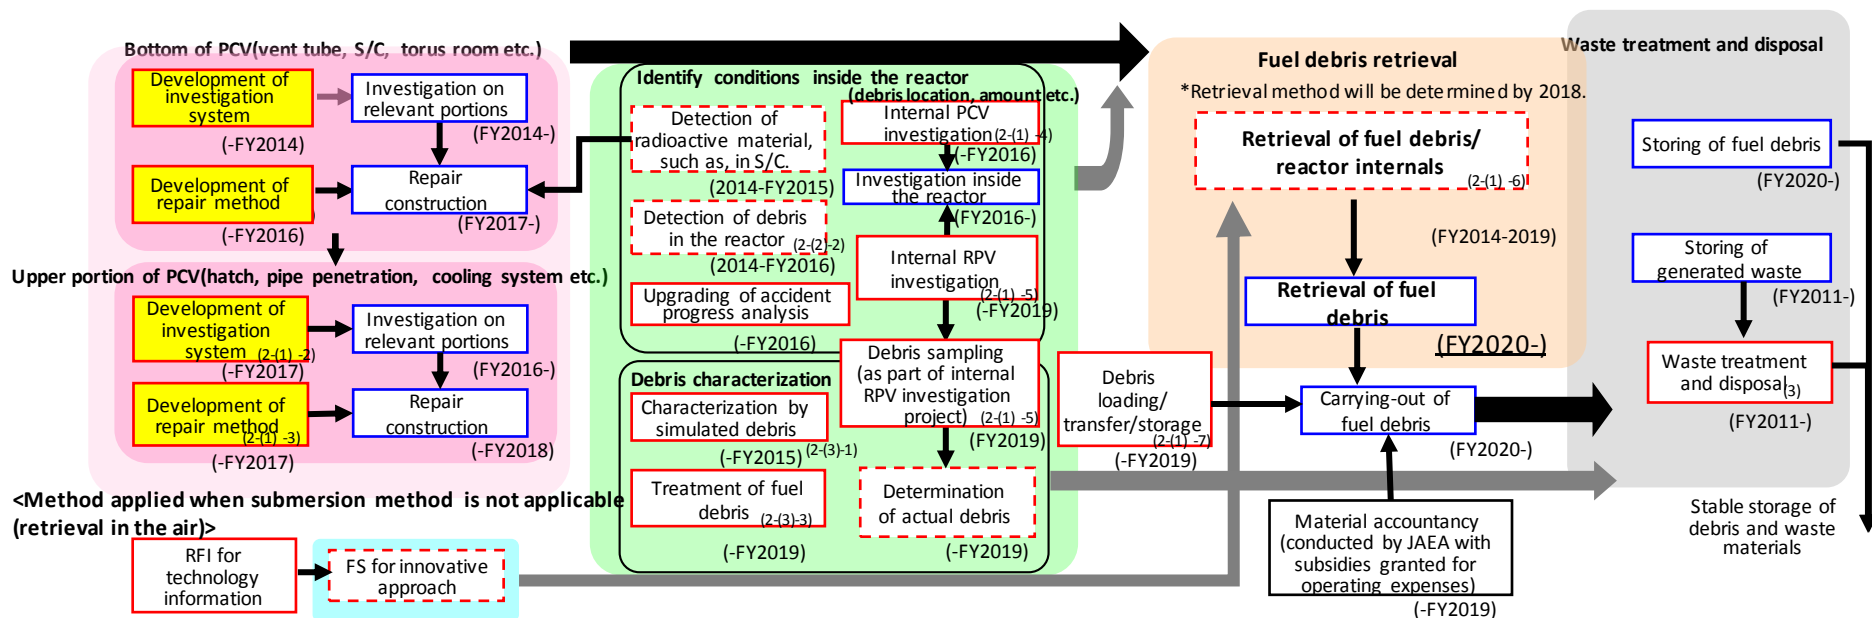 Bottom of PCV(vent tube, S/C, torus room etc.)
Development of
investigation
system
(-FY2014)
Investigation on
relevant portions
(FY2014-)
Development of
repair method
(-FY2016)
Repair
construction
(FY2017-)
Upper portion of PCV(hatch, pipe penetration, cooling system etc.)
Development of
investigation
system (2-(1) -2)
(-FY2017)
Investigation on
relevant portions
(FY2016-)
Development of
repair method
(2-(1) -3)
(-FY2017)
Repair
construction
(-FY2018)
<Method applied when submersion method is not applicable
(retrieval in the air)>
RFI for
technology
information
FS for innovative
approach
Identify conditions inside the reactor
(debris location, amount etc.)
Detection of
radioactive material,
such as, in S/C.
(2014-FY2015)
Detection of debris
in the reactor (2-(2)-2)
(2014-FY2016)
Upgrading of accident
progress analysis
(-FY2016)
Internal PCV
investigation(2-(1) -4)
(-FY2016)
Investigation inside
the reactor
(FY2016-)
Internal RPV
investigation
(2-(1) -5)
(-FY2019)
Debris sampling
(as part of internal
RPV investigation
project) (2-(1) -5)
(FY2019)
Debris characterization
Characterization by
simulated debris
(-FY2015) (2-(3)-1)
Treatment of fuel
debris (2-(3)-3)
(-FY2019)
Determination
of actual debris
(-FY2019)
Fuel debris retrieval
*Retrieval method will be determined by 2018.
Retrieval of fuel debris/
reactor internals (2-(1) -6)
(FY2014-2019)
Retrieval of fuel
debris
(FY2020-)
Debris
loading/
transfer/storage
(2-(1) -7)
(-FY2019)
Carrying-out of
fuel debris
(FY2020-)
Material accountancy
(conducted by JAEA with
subsidies granted for
operating expenses)
(-FY2019)
Waste treatment and disposal
Storing of fuel debris
(FY2020-)
Storing of
generated waste
(FY2011-)
Waste treatment
and disposal(3)
(FY2011-)
Stable storage of
debris and waste
materials